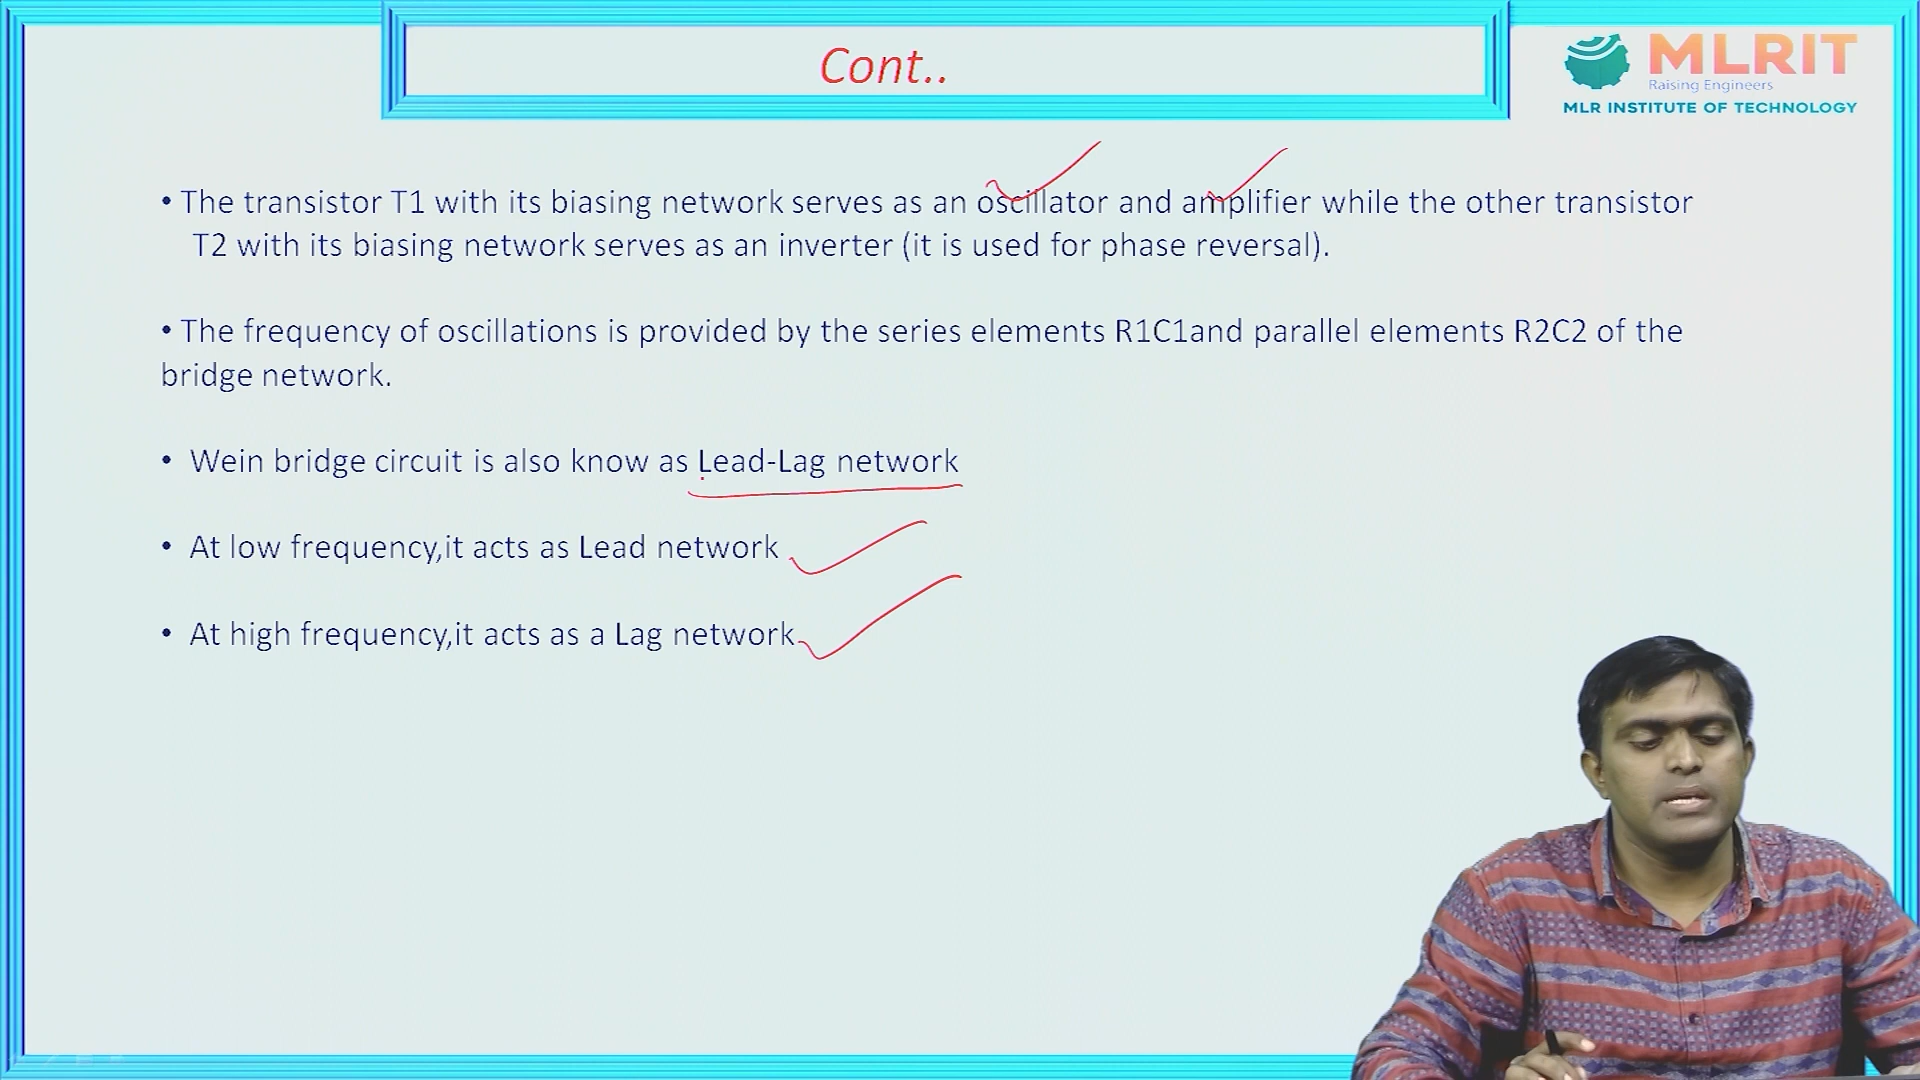 Cont..
MLRIT
Raising Engineers
MLR INSTITUTE OF TECHNOLOGY
• The transistor T1 with its biasing network serves as an oscillator and amplifier while the other transistor
T2 with its biasing network serves as an inverter (it is used for phase reversal).
• The frequency of oscillations is provided by the series elements R1C1and parallel elements R2C2 of the
bridge network.
• Wein bridge circuit is also know as Lead-Lag network
• At low frequency,it acts as Lead network
• At high frequency,it acts as a Lag network